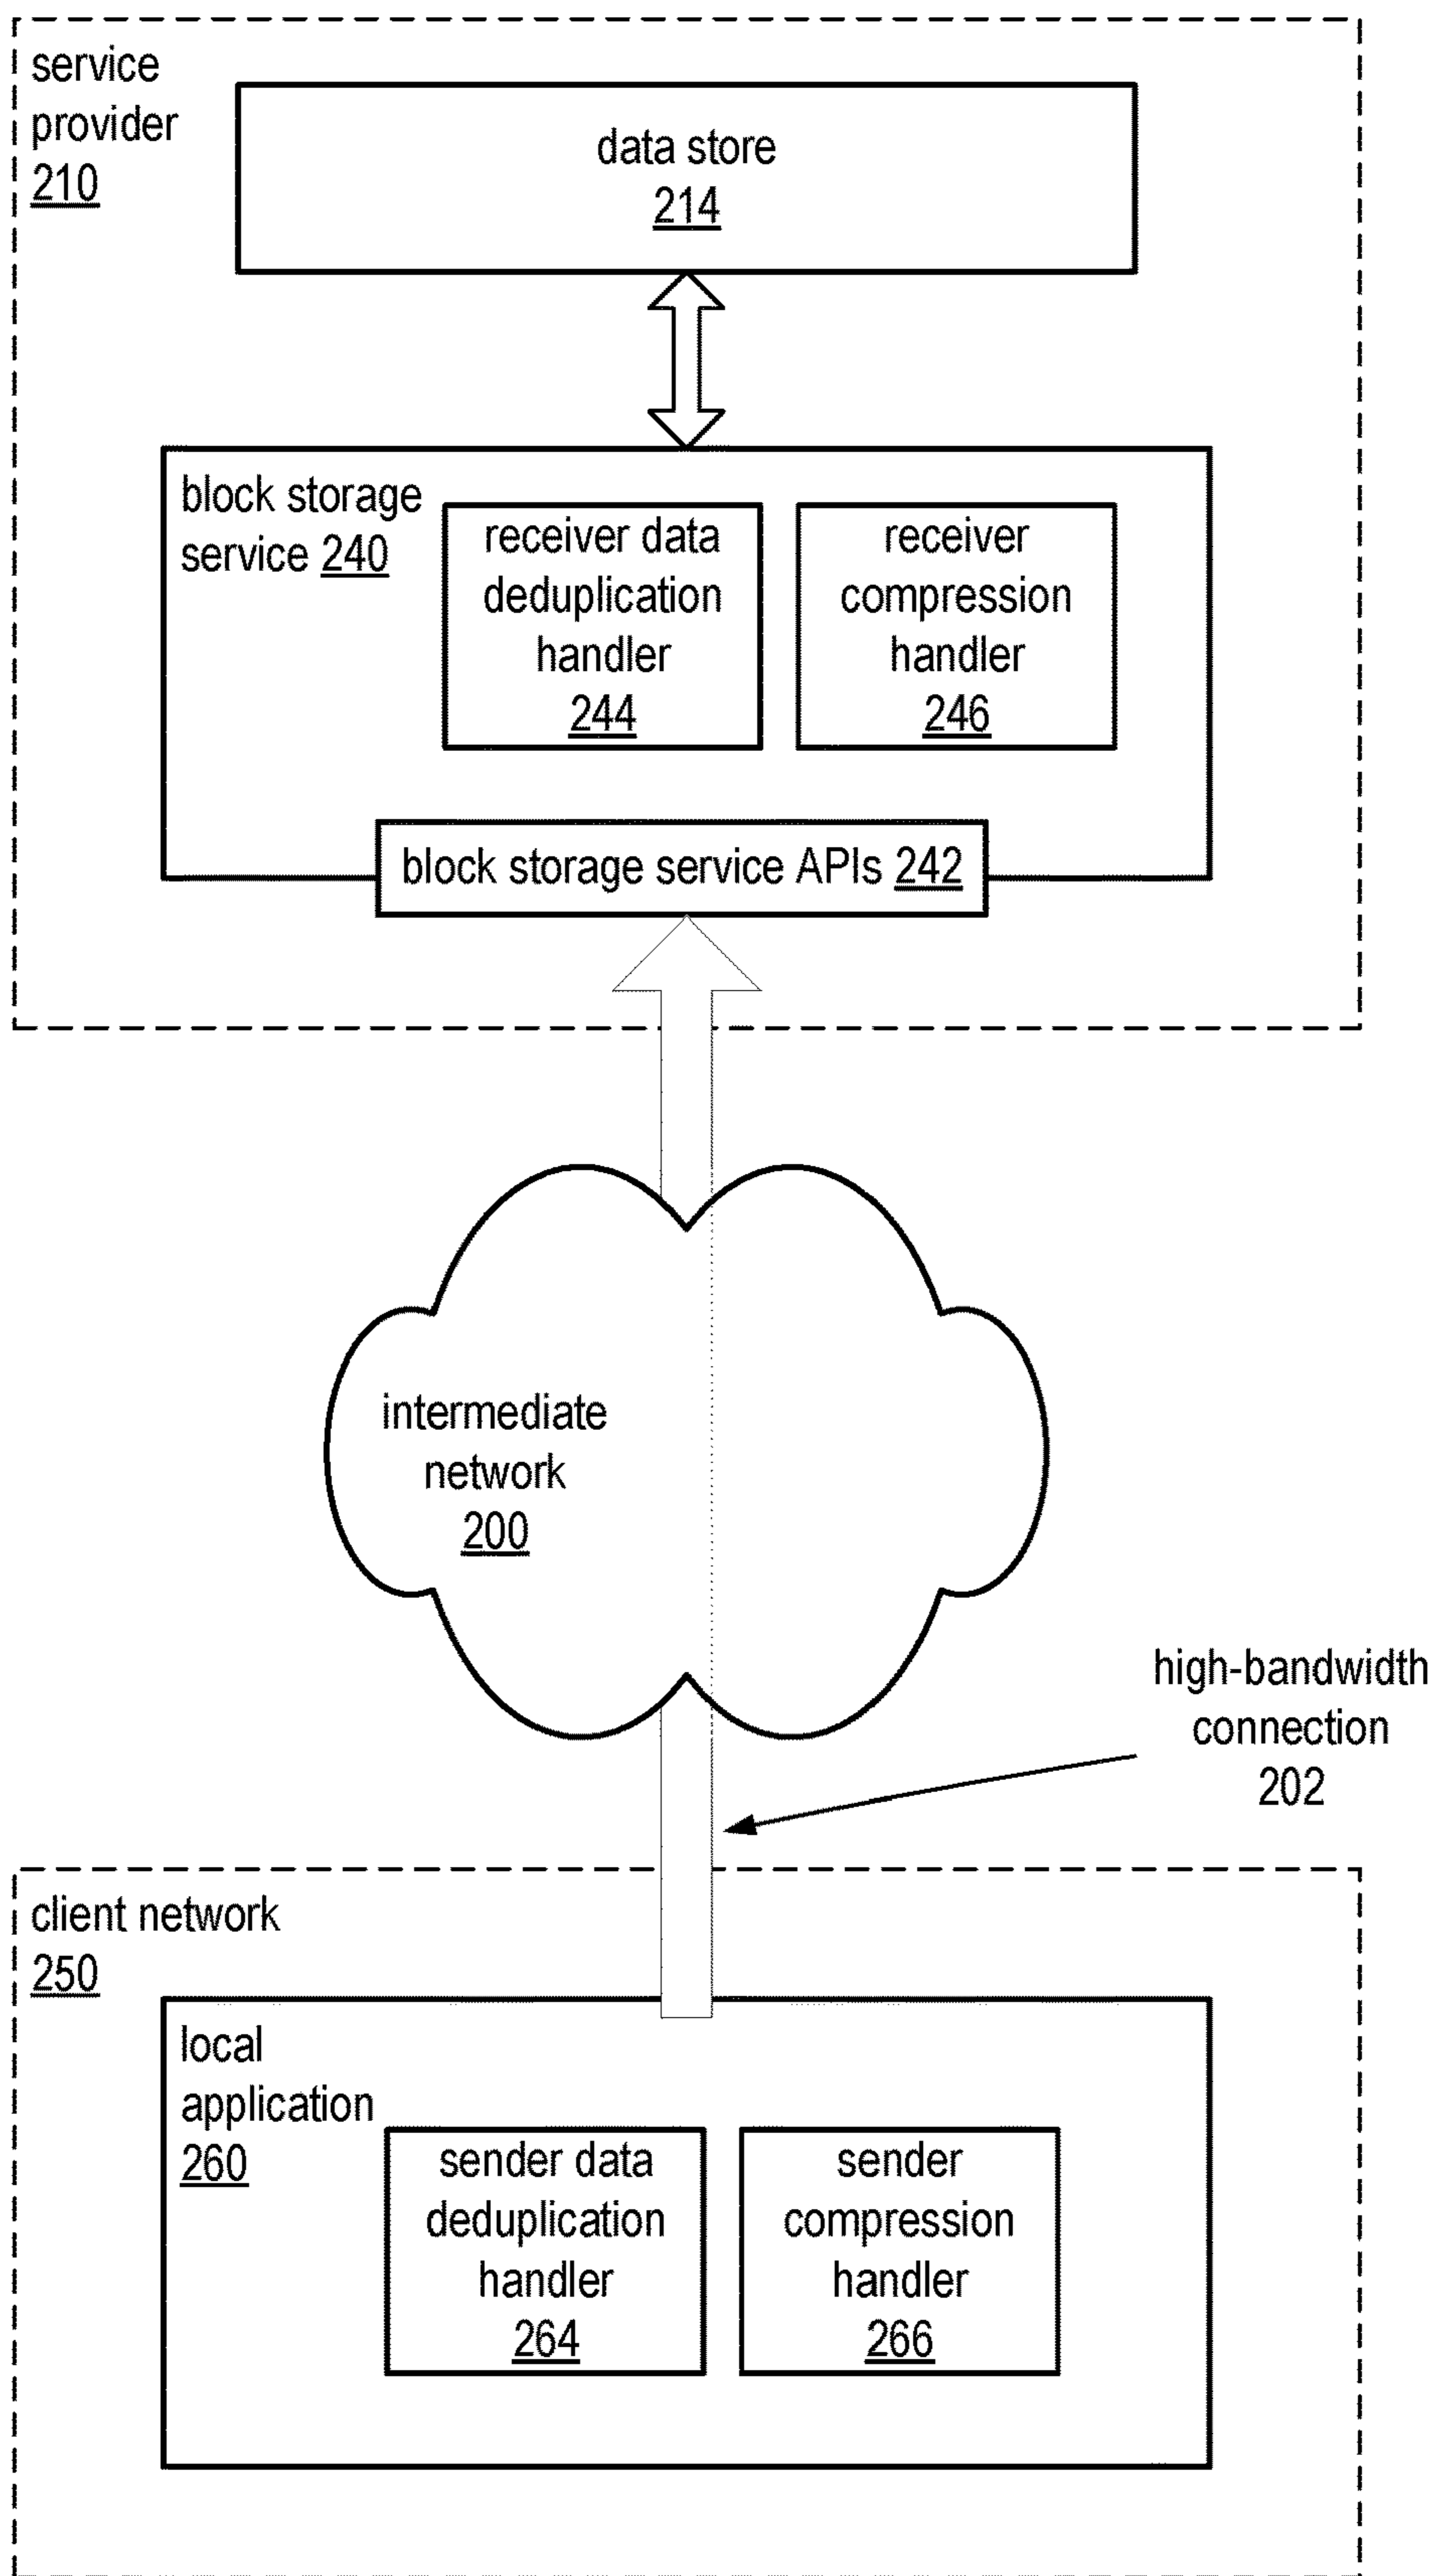 service
provider
210
data store
214
block storage
service 240
receiver data
deduplication
handler
244
receiver
compression
handler
246
block storage service APIs 242
intermediate
network
200
high-bandwidth
connection
202
client network
250
local
application
260
sender data
deduplication
handler
264
sender
compression
handler
266